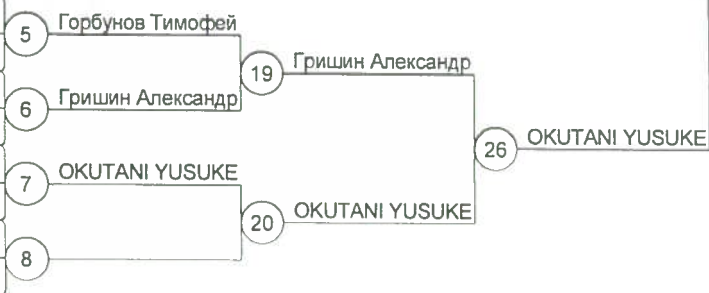 5 Горбунов Тимофей
19 Гришин Александр
6 Гришин Александр
26 OKUTANI YUSUKE
7 OKUTANI YUSUKE
20 OKUTANI YUSUKE
8